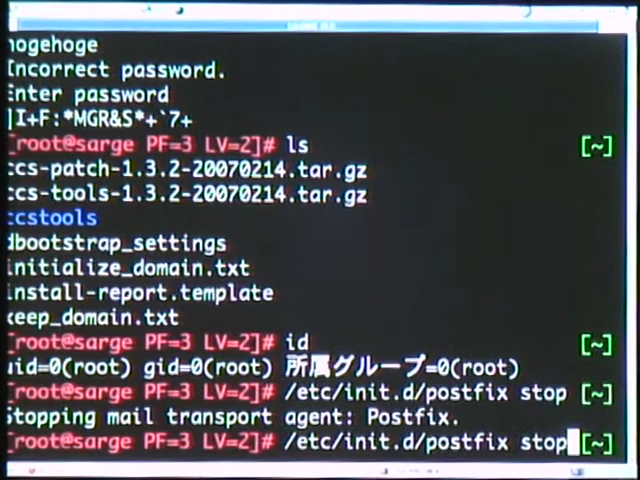 hogehoge
Incorrect password.
Enter password
]I+F:*MGR&S*+`7+
[root@sarge PF=3 LV=2]# ls [~]
ccs-patch-1.3.2-20070214.tar.gz
ccs-tools-1.3.2-20070214.tar.gz
ccstools
dbootstrap_settings
initialize_domain.txt
install-report.template
keep_domain.txt
[root@sarge PF=3 LV=2]# id [~]
uid=0(root) gid=0(root) 所属グループ=0(root)
[root@sarge PF=3 LV=2]# /etc/init.d/postfix stop [~]
Stopping mail transport agent: Postfix.
[root@sarge PF=3 LV=2]# /etc/init.d/postfix stop [~]